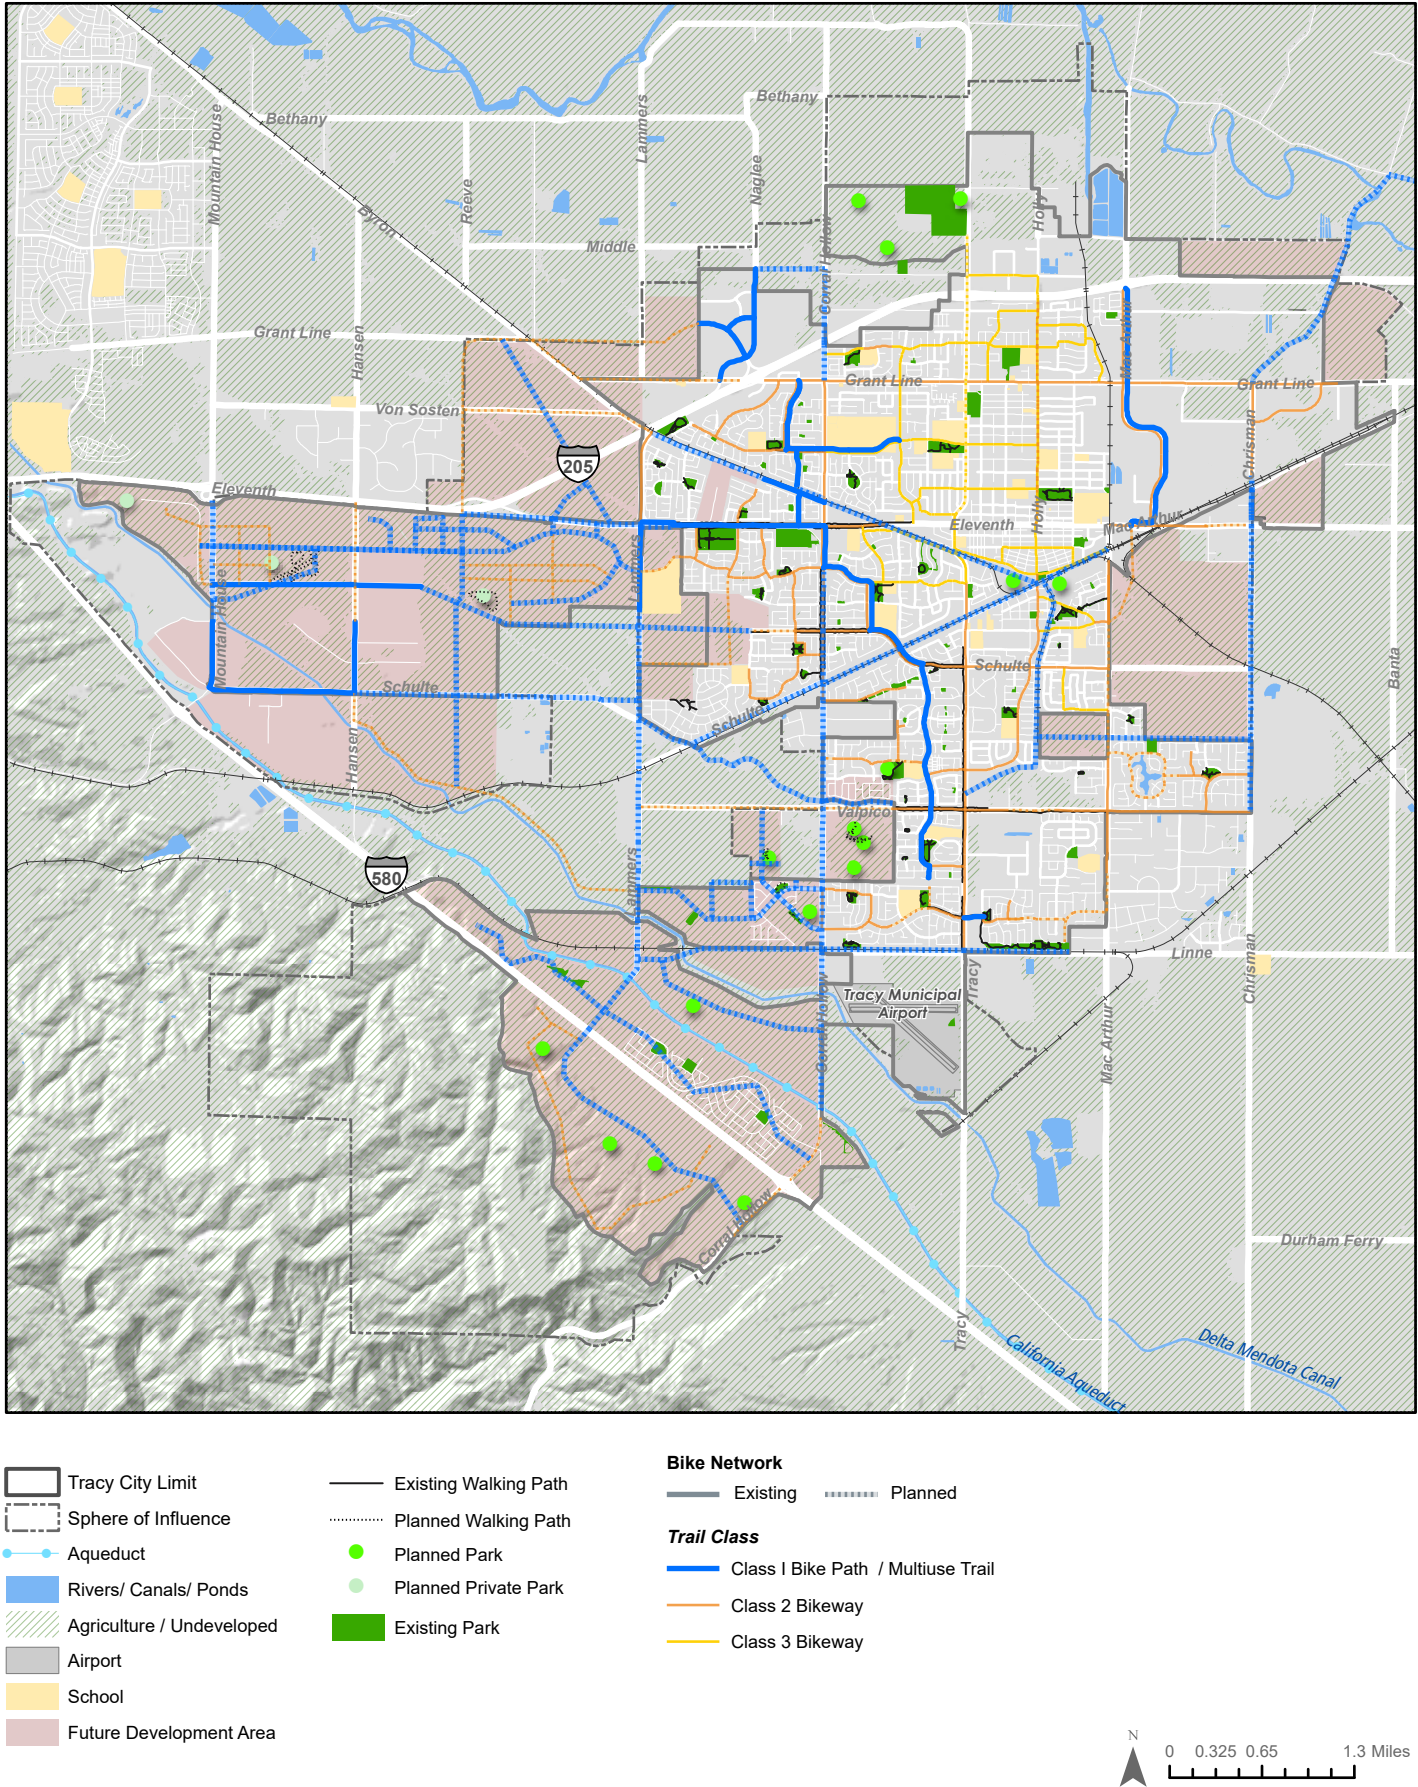 Bethany
Bethany
Mountain House
Lammers
Naglee
Reeve
Byron
Middle
Corral Hollow
Holly
Grant Line
Hansen
Mac Arthur
Grant Line
Grant Line
Von Sosten
Chrisman
205
Eleventh
Eleventh
Holly
Mac Arthur
Lammers
Mountain House
Schulte
Schulte
Schulte
Banta
Hansen
Valpico
580
Lammers
Linne
Chrisman
Tracy
Tracy Municipal
Airport
Corral Hollow
Mac Arthur
Corral Hollow
Durham Ferry
Tracy
California Aqueduct
Delta Mendota Canal
Tracy City Limit
Sphere of Influence
Aqueduct
Rivers/ Canals/ Ponds
Agriculture / Undeveloped
Airport
School
Future Development Area
Existing Walking Path
Planned Walking Path
Planned Park
Planned Private Park
Existing Park
Bike Network
Existing Planned
Trail Class
Class I Bike Path / Multiuse Trail
Class 2 Bikeway
Class 3 Bikeway
N
0 0.325 0.65 1.3 Miles